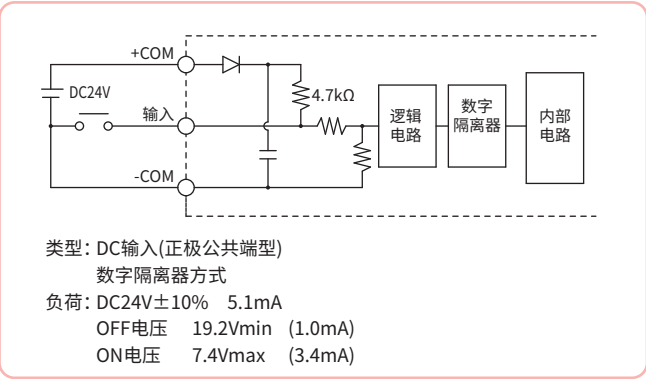 +COM
DC24V
4.7kΩ
输入
逻辑
电路
数字
隔离器
内部
电路
-COM
类型：DC输入(正极公共端型)
数字隔离器方式
负荷：DC24V±10% 5.1mA
OFF电压 19.2Vmin (1.0mA)
ON电压 7.4Vmax (3.4mA)